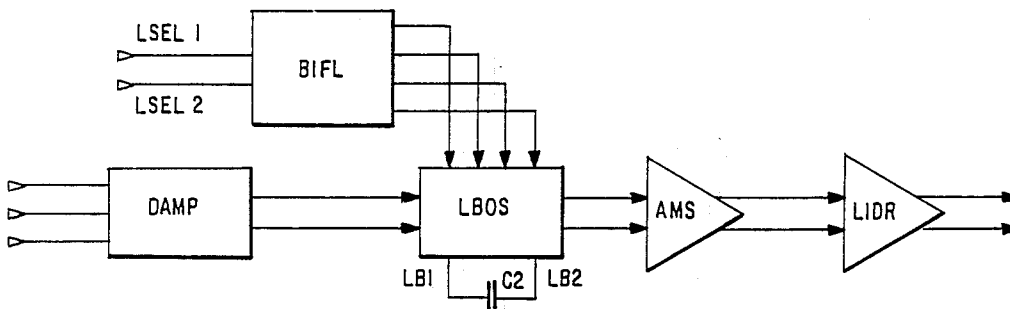 LSEL 1
BIFL
LSEL 2
DAMP
LBOS
AMS
LIDR
LB1
C2
LB2